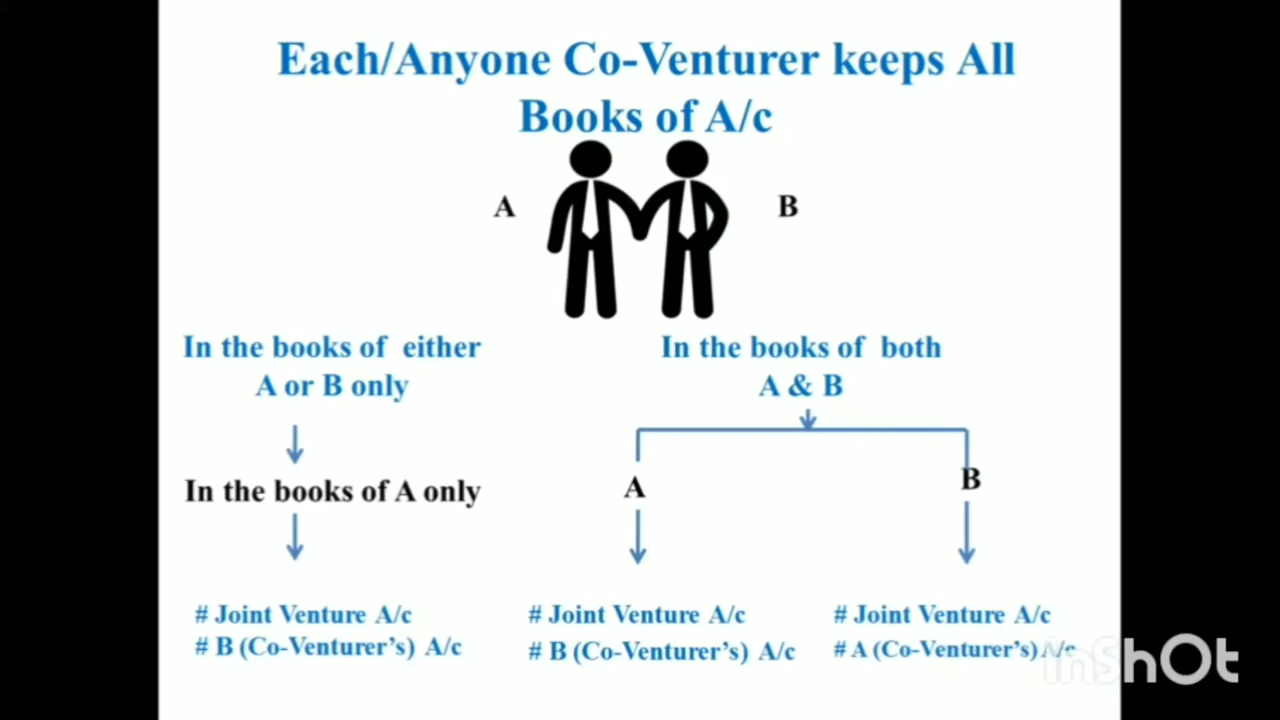 Each/Anyone Co-Venturer keeps All
Books of A/c
A
B
In the books of either
A or B only
In the books of A only
# Joint Venture A/c
# B (Co-Venturer’s) A/c
In the books of both
A & B
A
# Joint Venture A/c
# B (Co-Venturer’s) A/c
B
# Joint Venture A/c
# A (Co-Venturer’s) A/c
InShOt